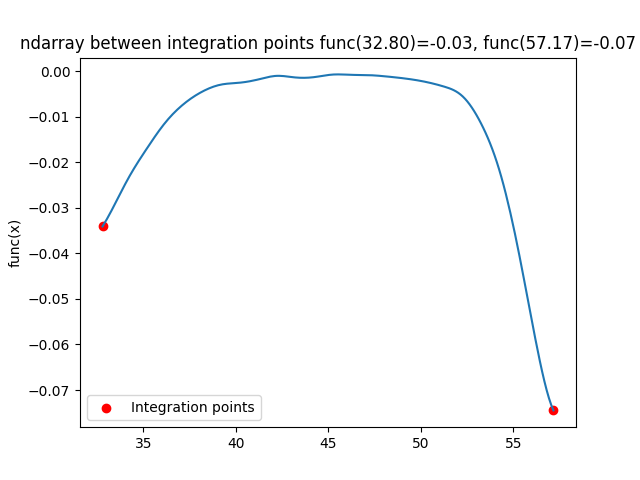 ndarray between integration points func(32.80)=-0.03, func(57.17)=-0.07
0.00
−0.01
−0.02
−0.03
−0.04
−0.05
−0.06
−0.07
func(x)
Integration points
35 40 45 50 55